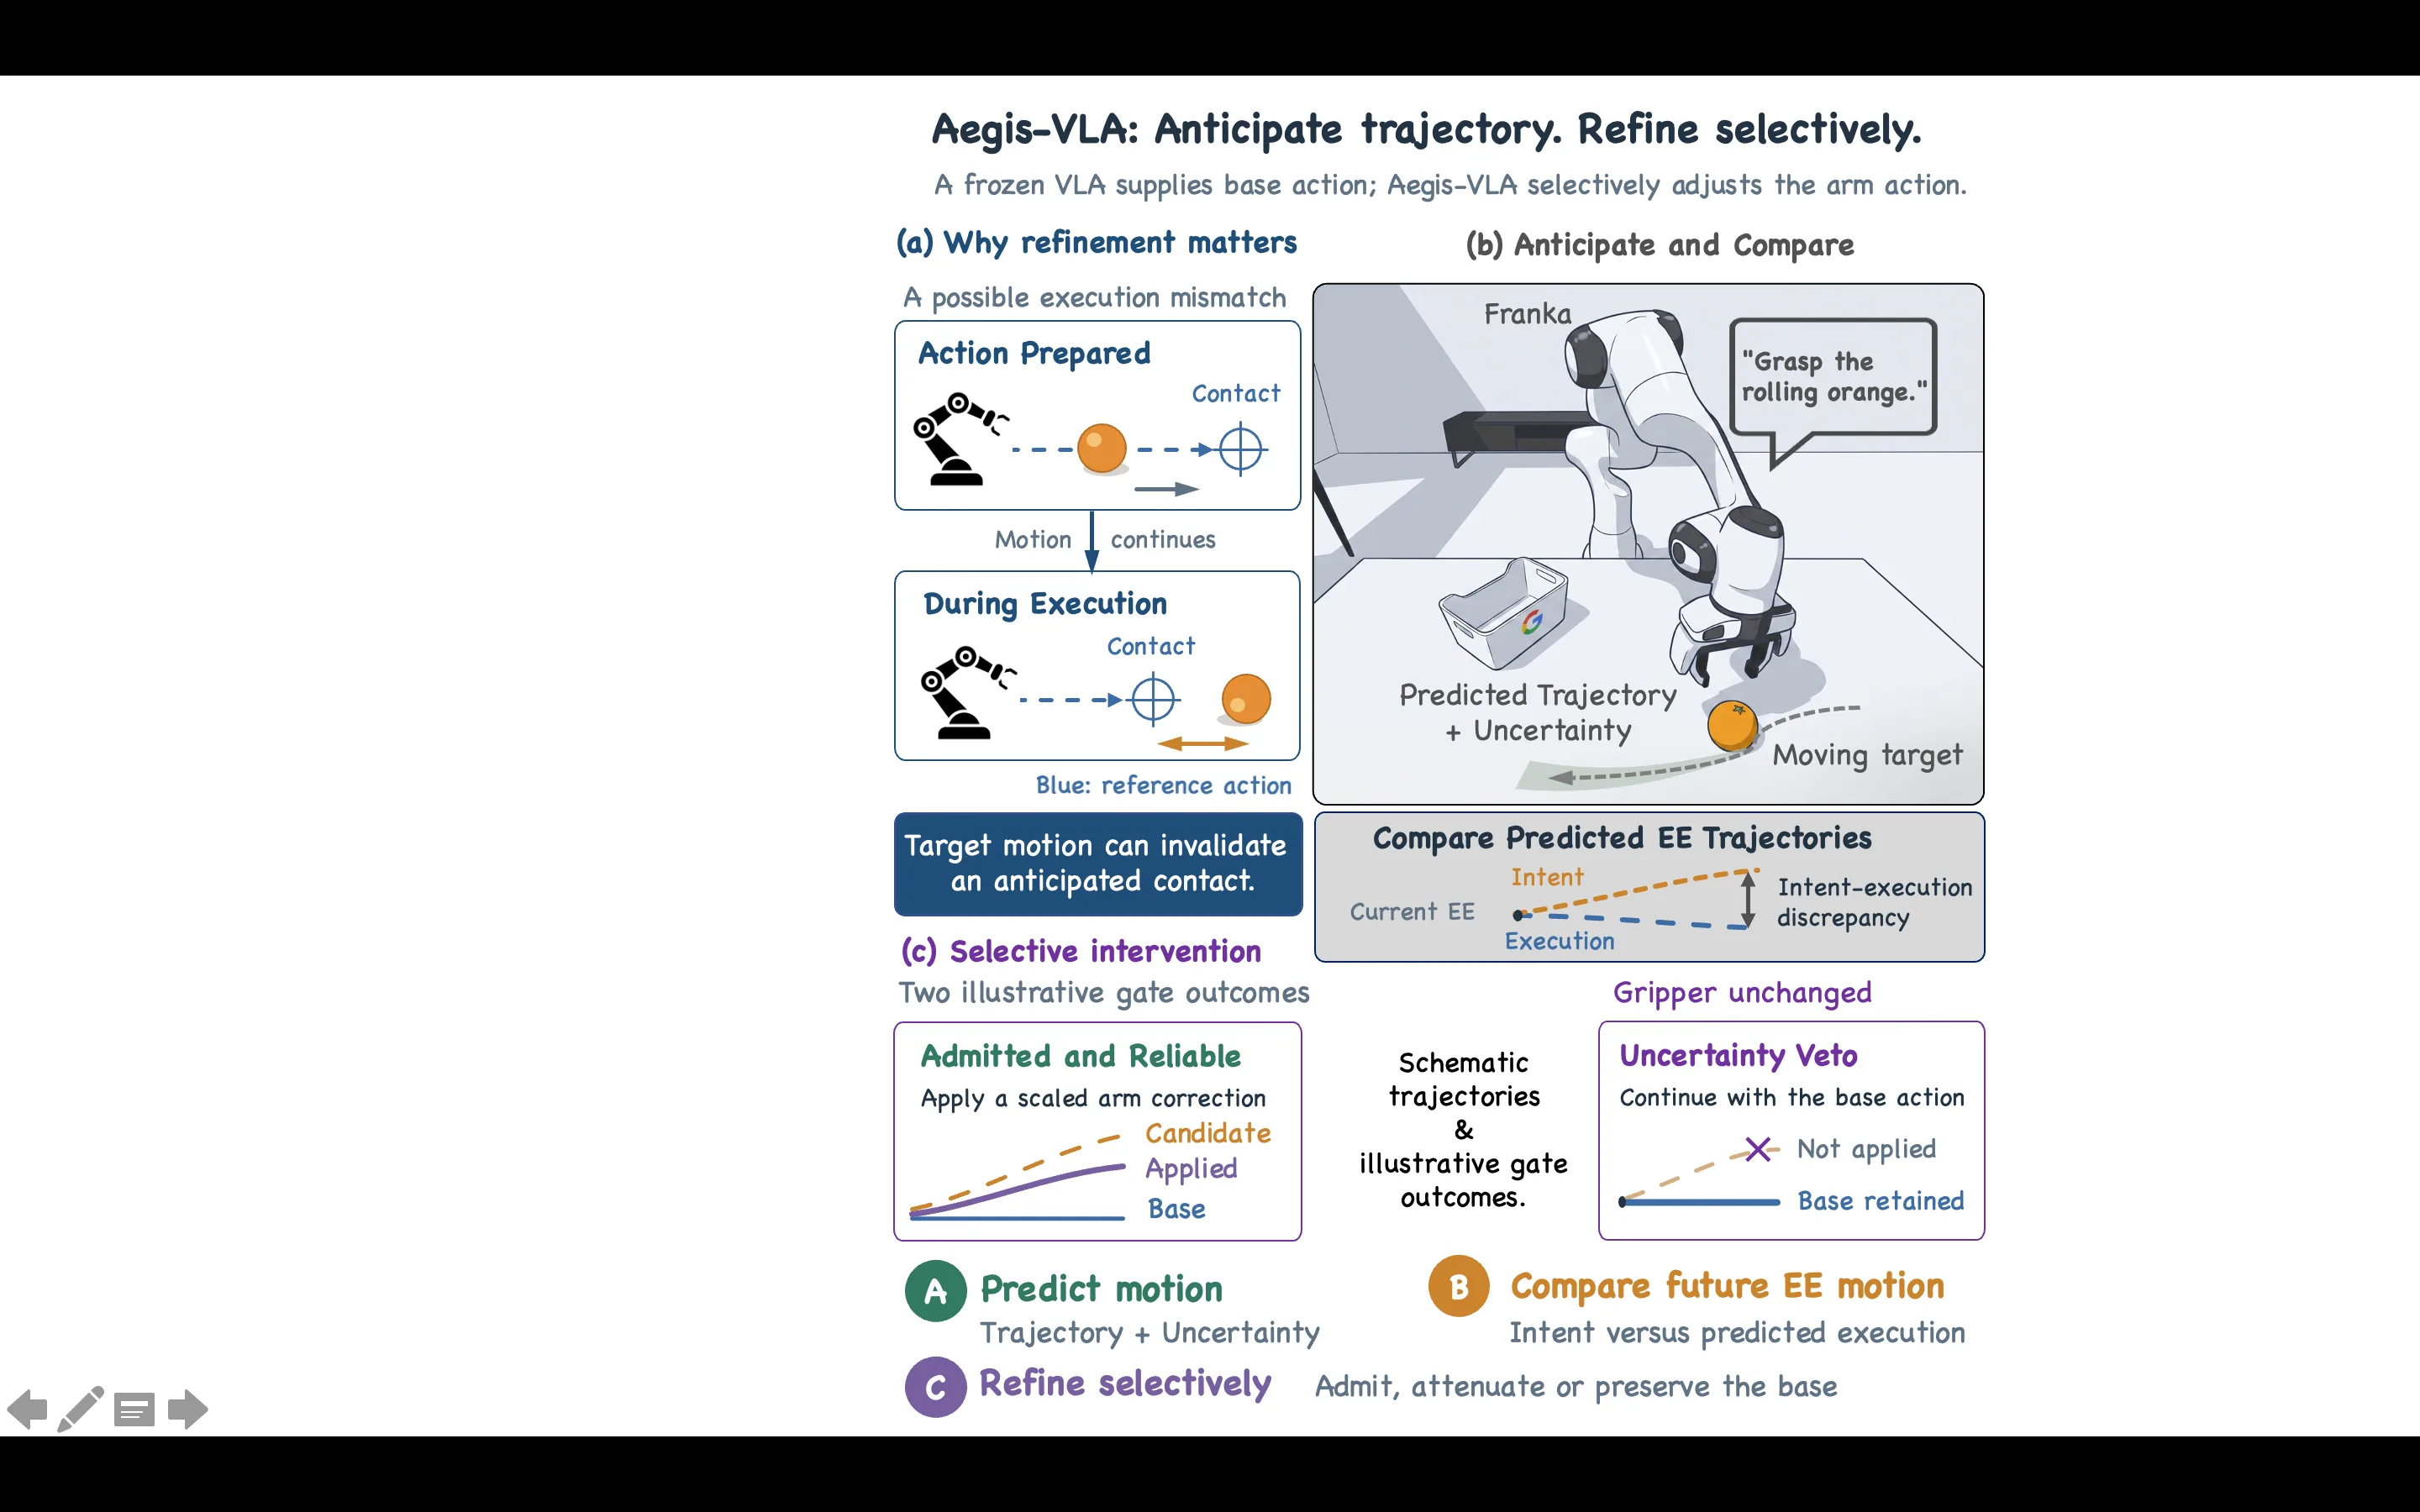 Aegis-VLA: Anticipate trajectory. Refine selectively.
A frozen VLA supplies base action; Aegis-VLA selectively adjusts the arm action.
(a) Why refinement matters
A possible execution mismatch
Action Prepared
Contact
Motion continues
During Execution
Contact
Blue: reference action
Target motion can invalidate
an anticipated contact.
(b) Anticipate and Compare
Franka
"Grasp the
rolling orange."
G
Predicted Trajectory
+ Uncertainty
Moving target
Compare Predicted EE Trajectories
Intent
Current EE
Execution
Intent-execution
discrepancy
(c) Selective intervention
Two illustrative gate outcomes
Gripper unchanged
Admitted and Reliable
Apply a scaled arm correction
Candidate
Applied
Base
Schematic
trajectories
&
illustrative gate
outcomes.
Uncertainty Veto
Continue with the base action
Not applied
Base retained
A Predict motion
Trajectory + Uncertainty
B Compare future EE motion
Intent versus predicted execution
C Refine selectively Admit, attenuate or preserve the base